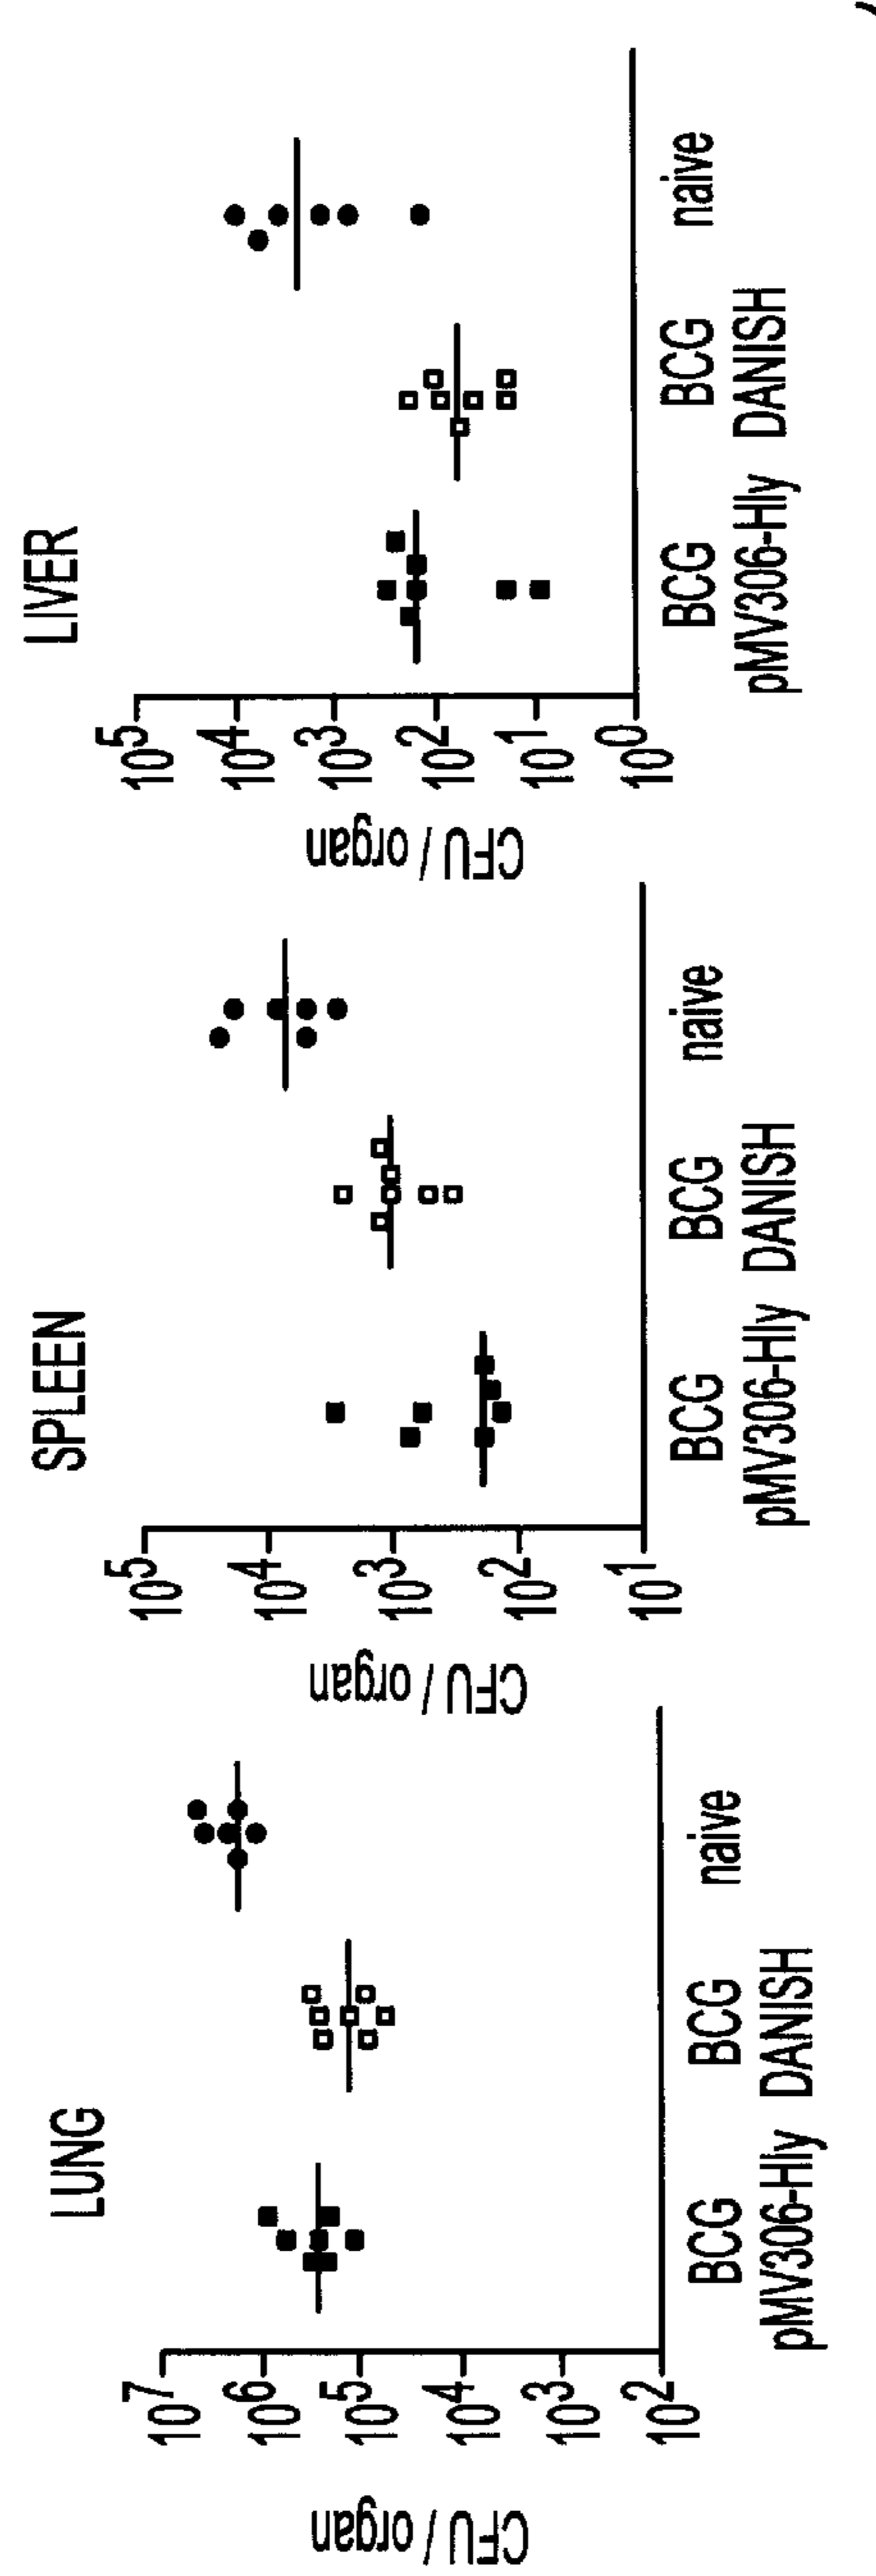 LUNG
CFU / organ
10^7
10^6
10^5
10^4
10^3
10^2
BCG
pMV306-Hly
BCG
DANISH
naive
SPLEEN
CFU / organ
10^5
10^4
10^3
10^2
10^1
BCG
pMV306-Hly
BCG
DANISH
naive
LIVER
CFU / organ
10^5
10^4
10^3
10^2
10^1
10^0
BCG
pMV306-Hly
BCG
DANISH
naive